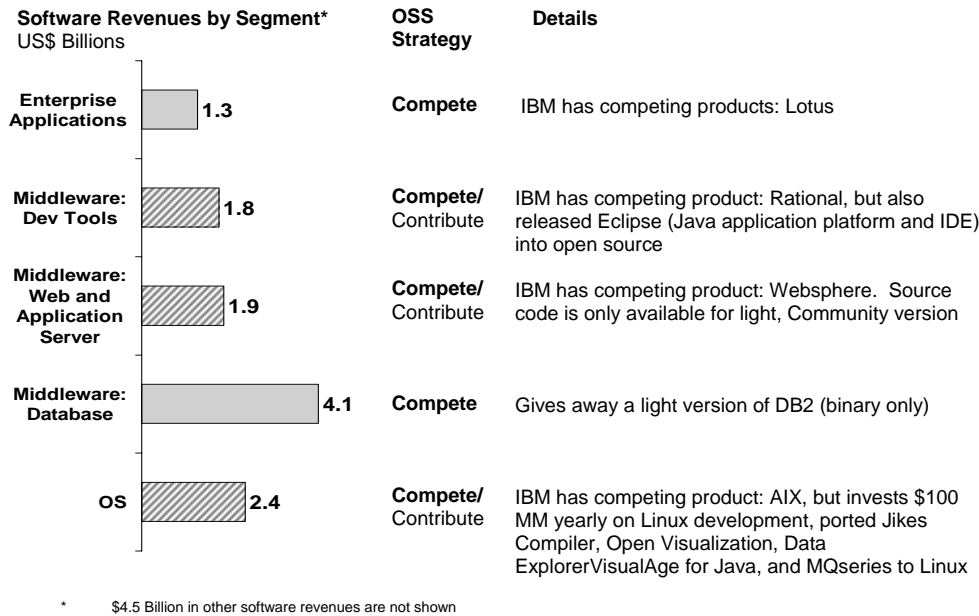 Software Revenues by Segment*
US$ Billions
OSS
Strategy
Details
Enterprise
Applications
1.3
Compete
IBM has competing products: Lotus
Middleware:
Dev Tools
1.8
Compete/
Contribute
IBM has competing product: Rational, but also
released Eclipse (Java application platform and IDE)
into open source
Middleware:
Web and
Application
Server
1.9
Compete/
Contribute
IBM has competing product: Websphere.  Source
code is only available for light, Community version
Middleware:
Database
4.1
Compete
Gives away a light version of DB2 (binary only)
OS
2.4
Compete/
Contribute
IBM has competing product: AIX, but invests $100
MM yearly on Linux development, ported Jikes
Compiler, Open Visualization, Data
ExplorerVisualAge for Java, and MQseries to Linux
* $4.5 Billion in other software revenues are not shown